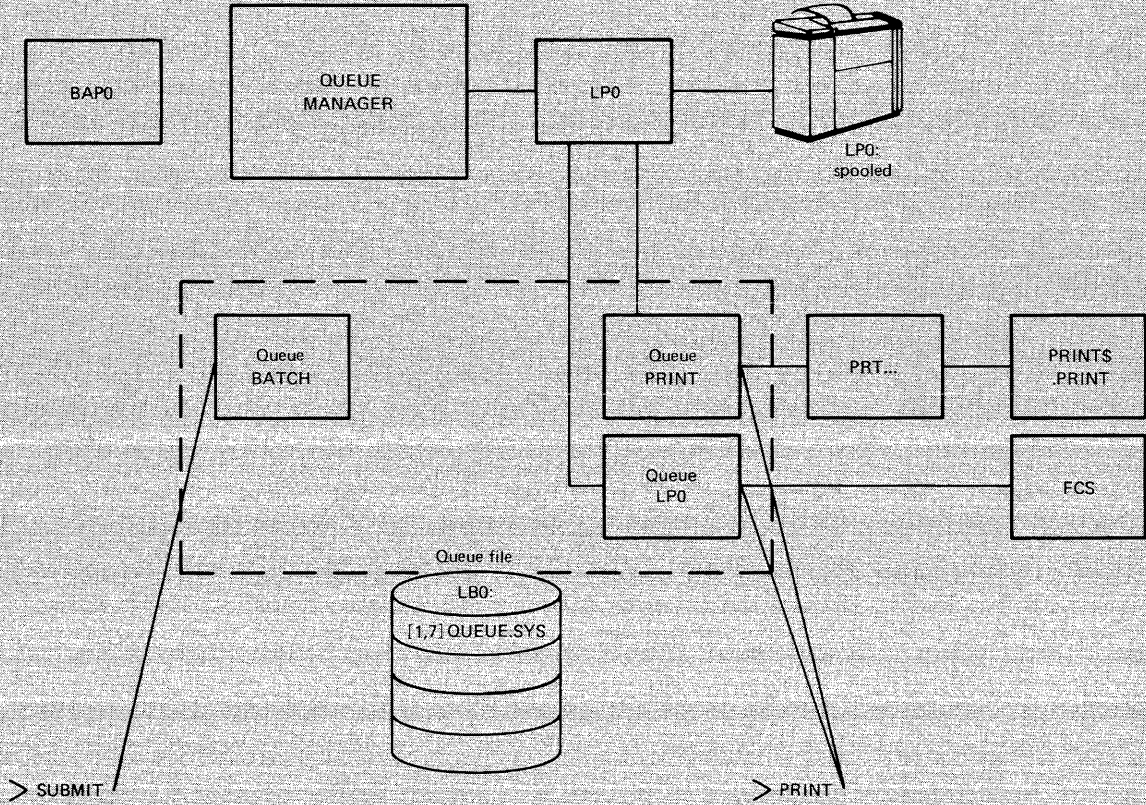 BAP0
QUEUE
MANAGER
LP0
LP0:
spooled
Queue
BATCH
Queue
PRINT
PRT...
PRINT$
.PRINT
Queue
LP0
FCS
Queue file
LB0:
[1,7] QUEUE.SYS
> SUBMIT
> PRINT